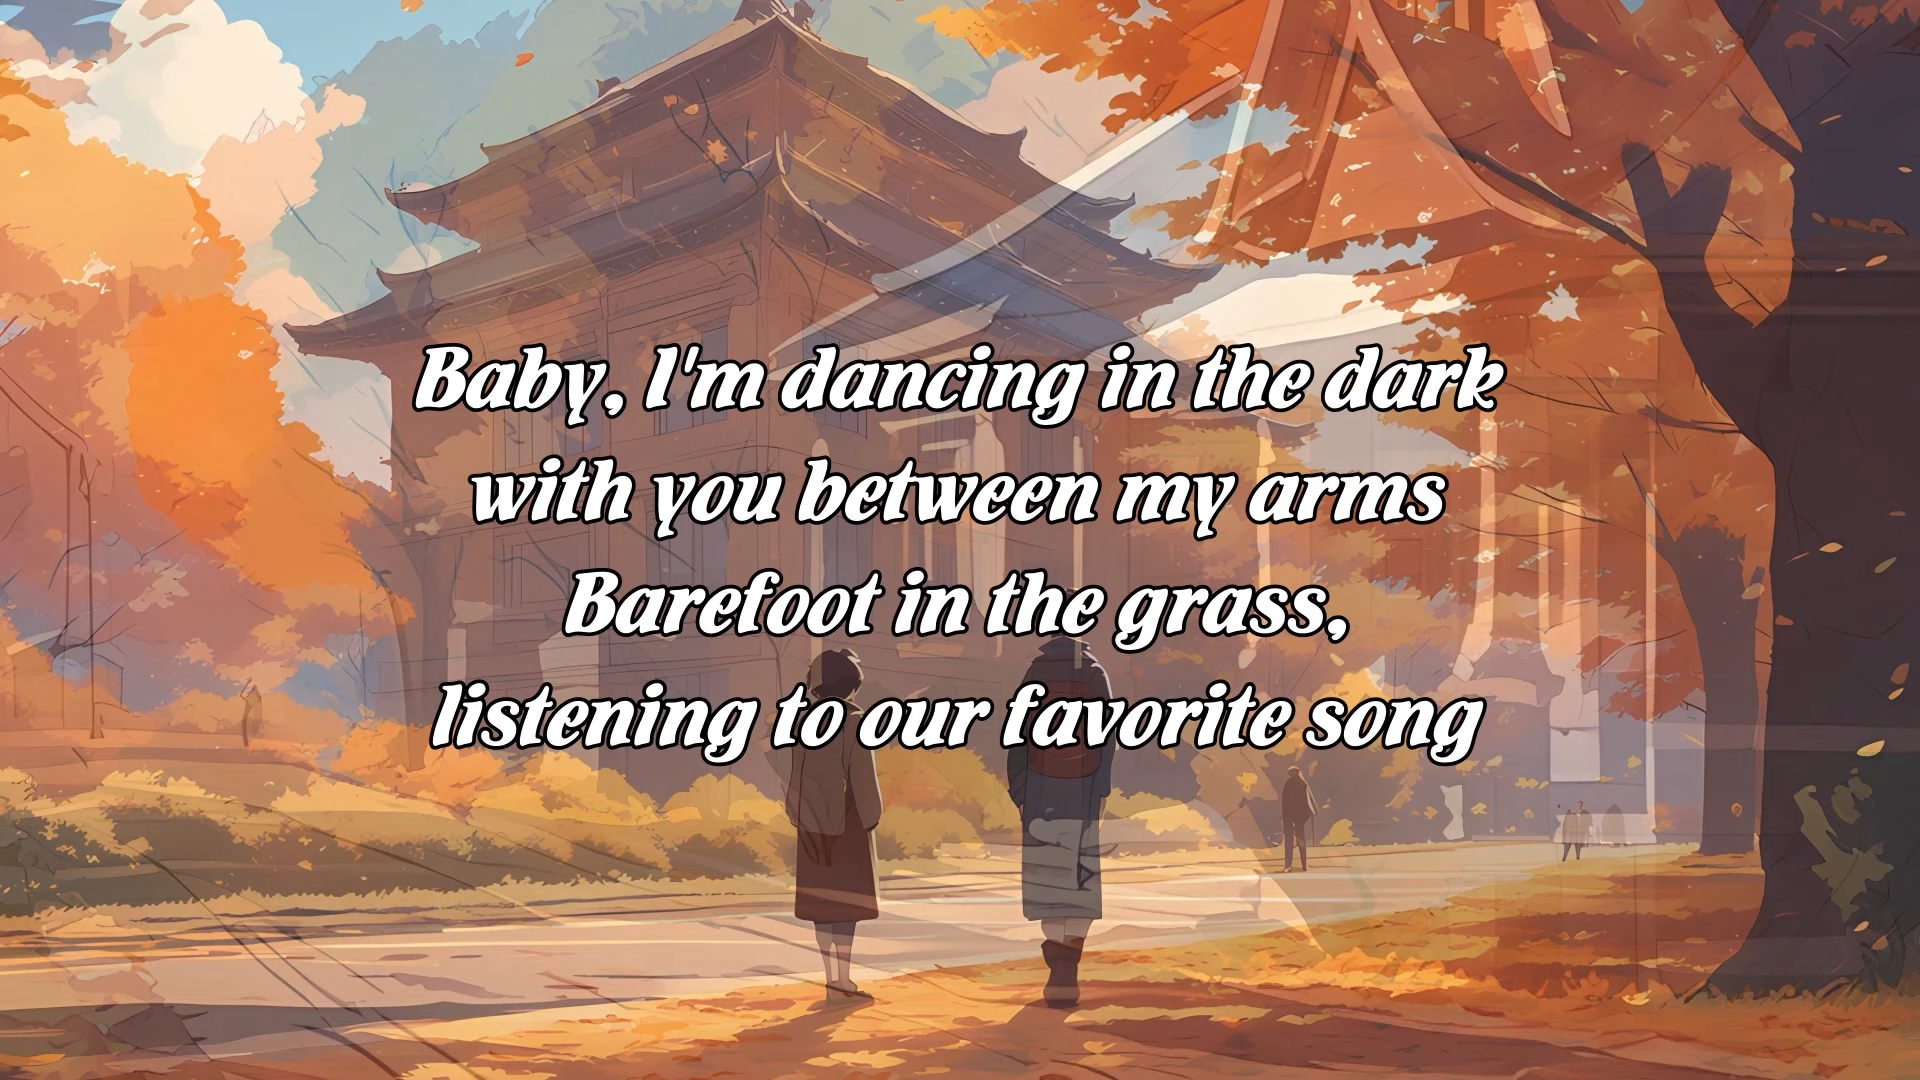 Baby, I'm dancing in the dark
with you between my arms
Barefoot in the grass,
listening to our favorite song